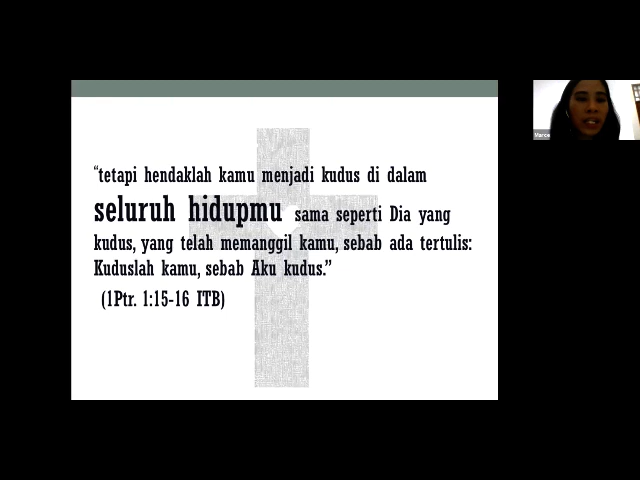 “tetapi hendaklah kamu menjadi kudus di dalam
seluruh hidupmu sama seperti Dia yang
kudus, yang telah memanggil kamu, sebab ada tertulis:
Kuduslah kamu, sebab Aku kudus.”
(1Ptr. 1:15-16 ITB)